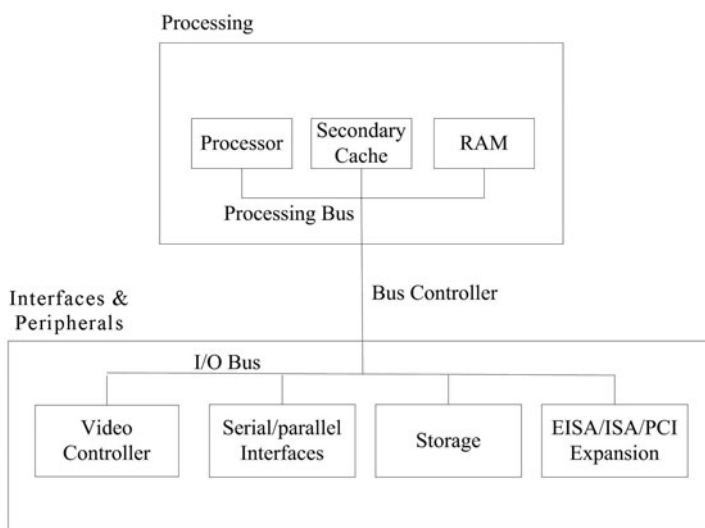 Processing
Processor
Secondary
Cache
RAM
Processing Bus
Bus Controller
Interfaces &
Peripherals
I/O Bus
Video
Controller
Serial/parallel
Interfaces
Storage
EISA/ISA/PCI
Expansion